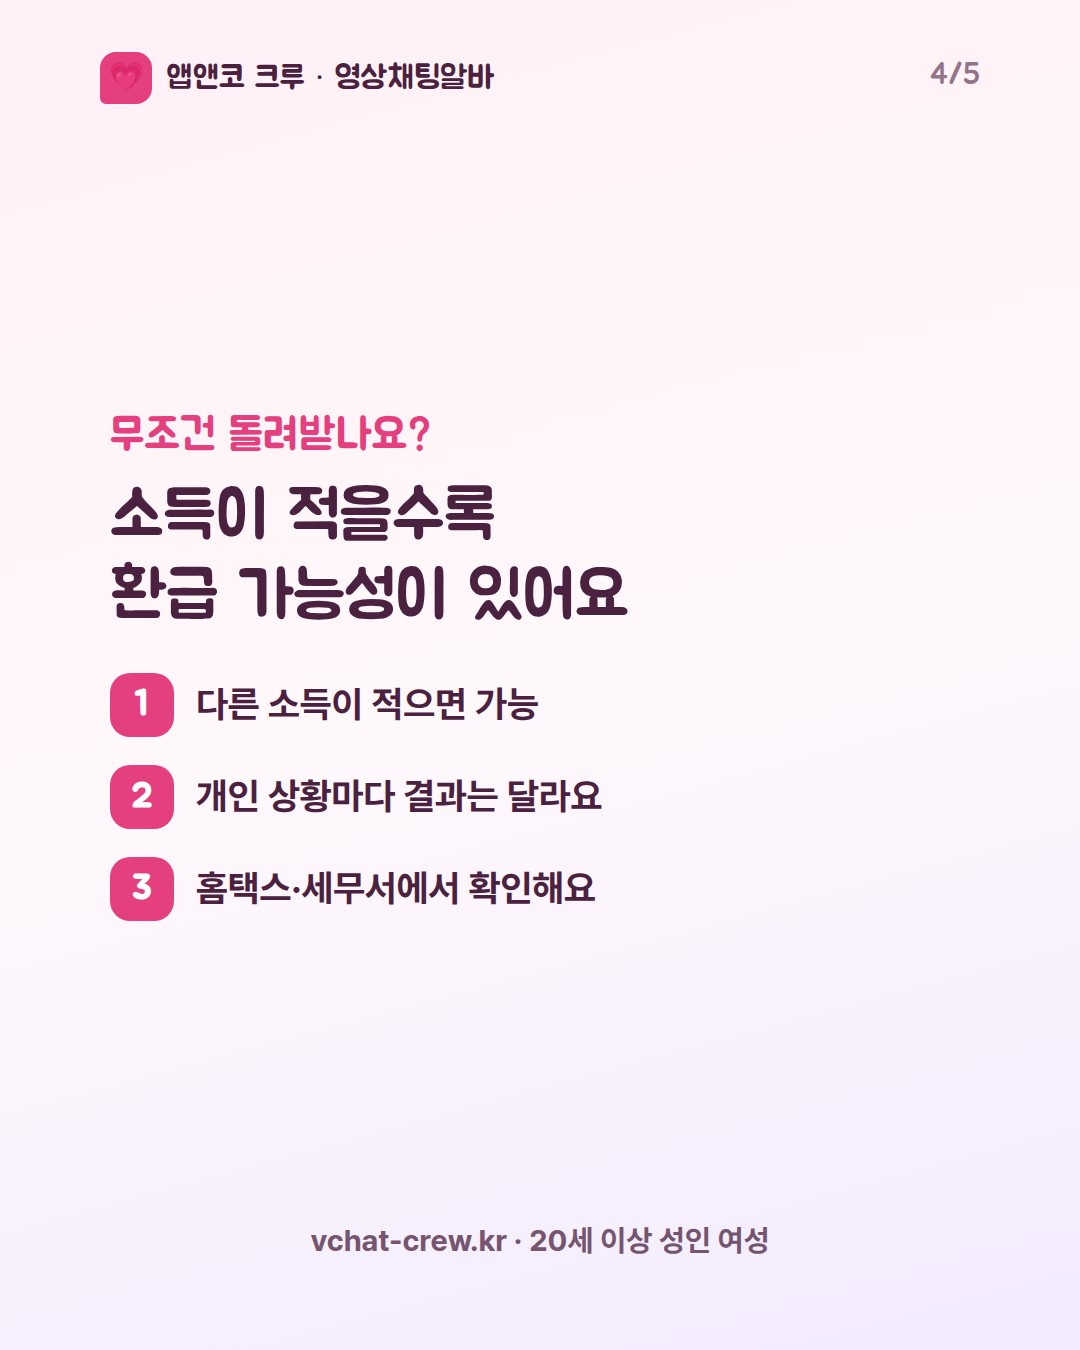 앱앤코 크루 · 영상채팅알바
4/5
무조건 돌려받나요?
소득이 적을수록
환급 가능성이 있어요
1 다른 소득이 적으면 가능
2 개인 상황마다 결과는 달라요
3 홈택스·세무서에서 확인해요
vchat-crew.kr · 20세 이상 성인 여성